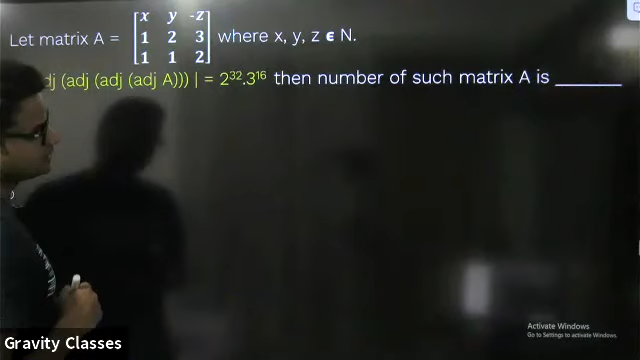 Let matrix A = [x y -z
1 2 3
1 1 2] where x, y, z ϵ N.
dj (adj (adj (adj A))) | = 2³².3¹⁶ then number of such matrix A is ________
Activate Windows
Go to Settings to activate Windows.
Gravity Classes